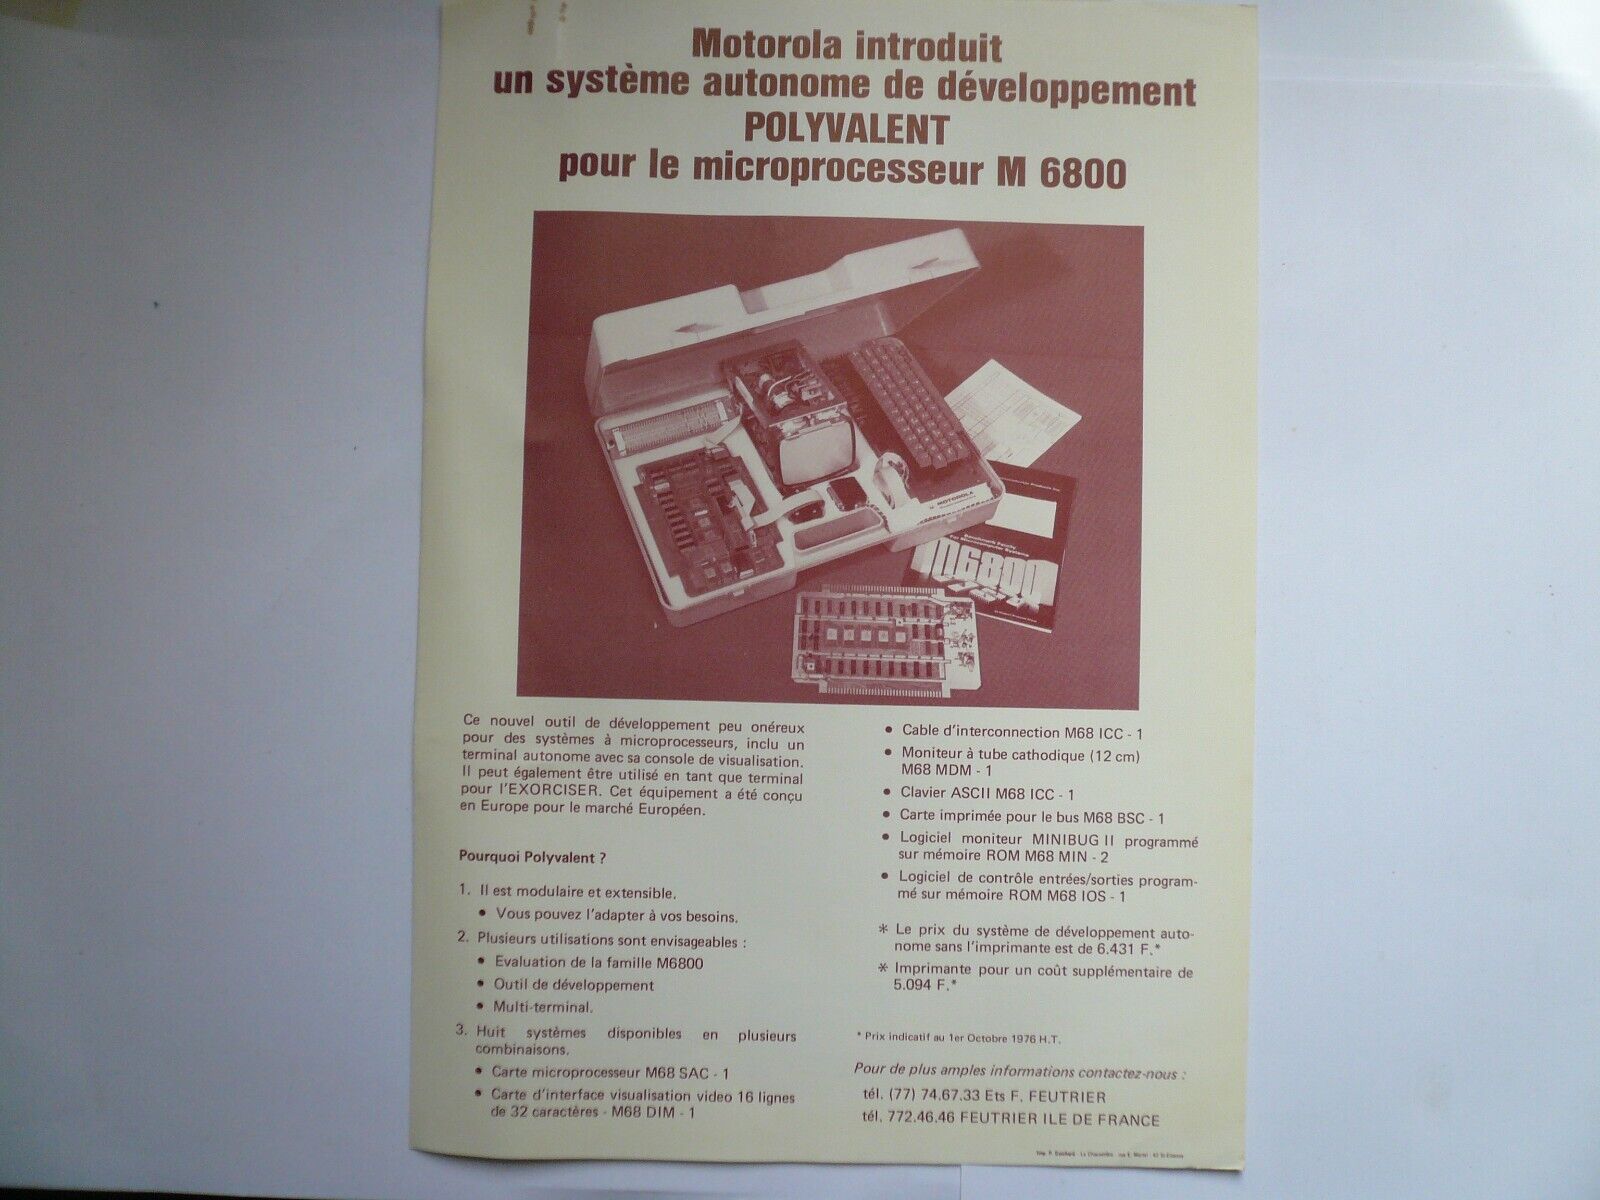 Motorola introduit
un système autonome de développement
POLYVALENT
pour le microprocesseur M 6800
MOTOROLA
Benchmark Family
For Microcomputer Systems
M6800
Ce nouvel outil de développement peu onéreux
pour des systèmes à microprocesseurs, inclu un
terminal autonome avec sa console de visualisation.
Il peut également être utilisé en tant que terminal
pour l'EXORCISER. Cet équipement a été conçu
en Europe pour le marché Européen.
Pourquoi Polyvalent ?
1. Il est modulaire et extensible.
• Vous pouvez l'adapter à vos besoins.
2. Plusieurs utilisations sont envisageables :
• Evaluation de la famille M6800
• Outil de développement
• Multi-terminal.
3. Huit systèmes disponibles en plusieurs
combinaisons.
• Carte microprocesseur M68 SAC - 1
• Carte d'interface visualisation video 16 lignes
de 32 caractères - M68 DIM - 1
• Cable d'interconnection M68 ICC - 1
• Moniteur à tube cathodique (12 cm)
M68 MDM - 1
• Clavier ASCII M68 ICC - 1
• Carte imprimée pour le bus M68 BSC - 1
• Logiciel moniteur MINIBUG II programmé
sur mémoire ROM M68 MIN - 2
• Logiciel de contrôle entrées/sorties program-
mé sur mémoire ROM M68 IOS - 1
* Le prix du système de développement auto-
nome sans l'imprimante est de 6.431 F.*
* Imprimante pour un coût supplémentaire de
5.094 F.*
* Prix indicatif au 1er Octobre 1976 H.T.
Pour de plus amples informations contactez-nous :
tél. (77) 74.67.33 Ets F. FEUTRIER
tél. 772.46.46 FEUTRIER ILE DE FRANCE